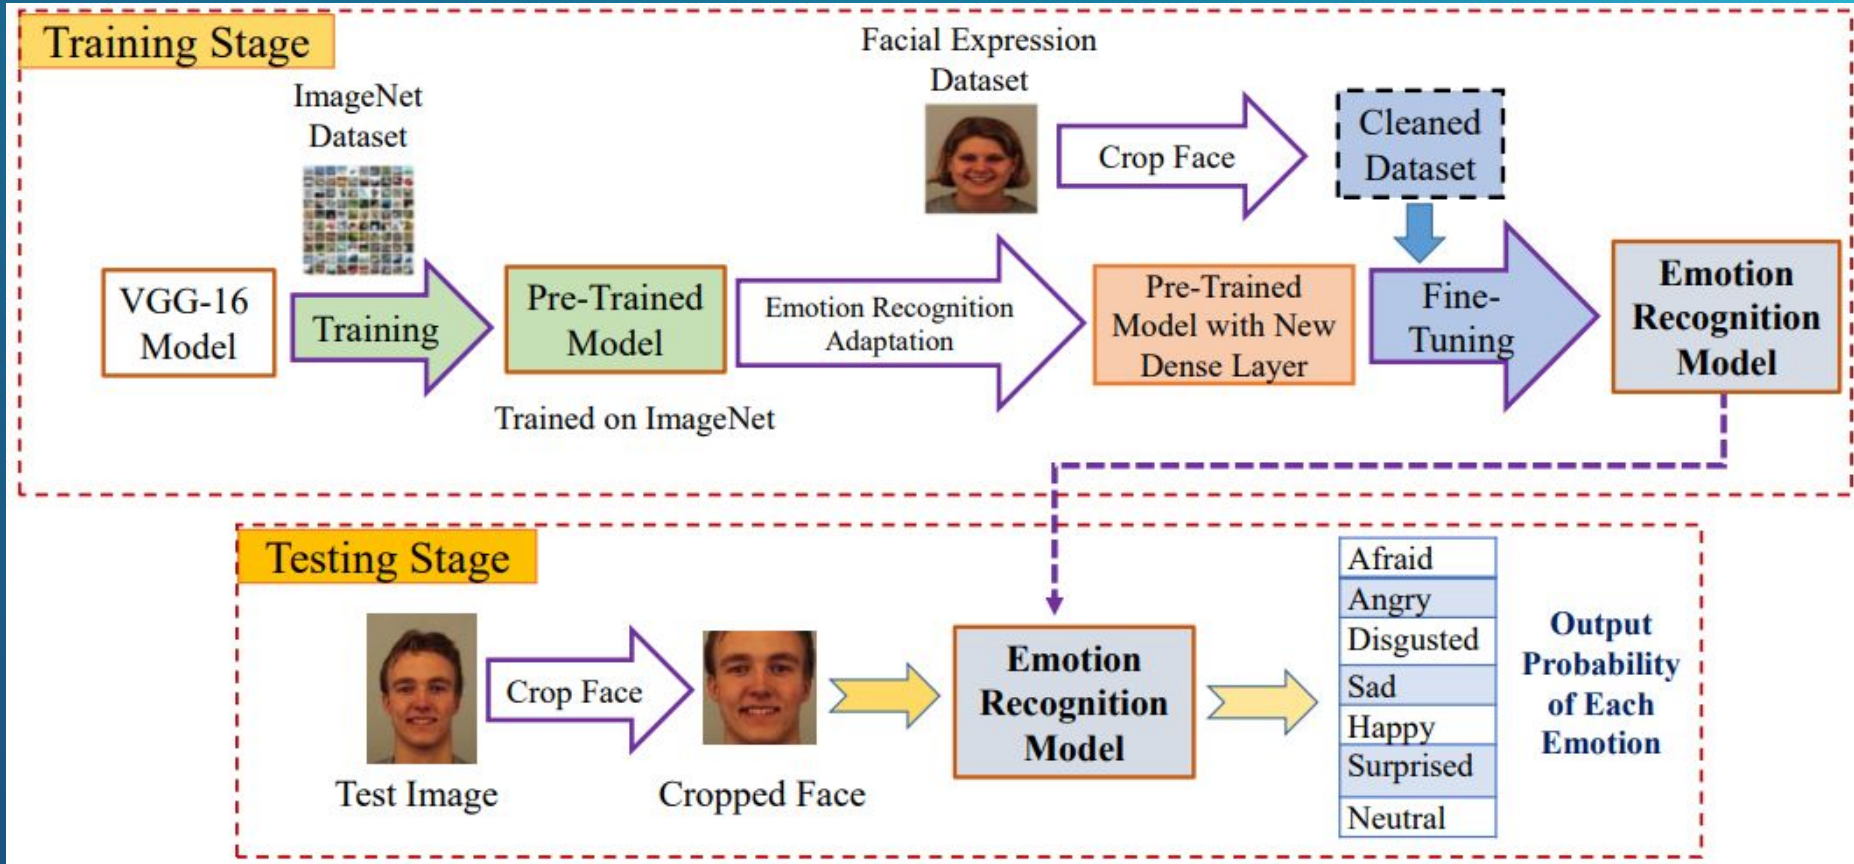 Training Stage
ImageNet
Dataset
Facial Expression
Dataset
Crop Face
Cleaned
Dataset
VGG-16
Model
Training
Pre-Trained
Model
Trained on ImageNet
Emotion Recognition
Adaptation
Pre-Trained
Model with New
Dense Layer
Fine-
Tuning
Emotion
Recognition
Model
Testing Stage
Test Image
Crop Face
Cropped Face
Emotion
Recognition
Model
Afraid
Angry
Disgusted
Sad
Happy
Surprised
Neutral
Output
Probability
of Each
Emotion